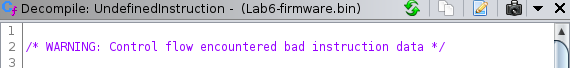 Decompile: UndefinedInstruction - (Lab6-firmware.bin)
1
2 /* WARNING: Control flow encountered bad instruction data */
3